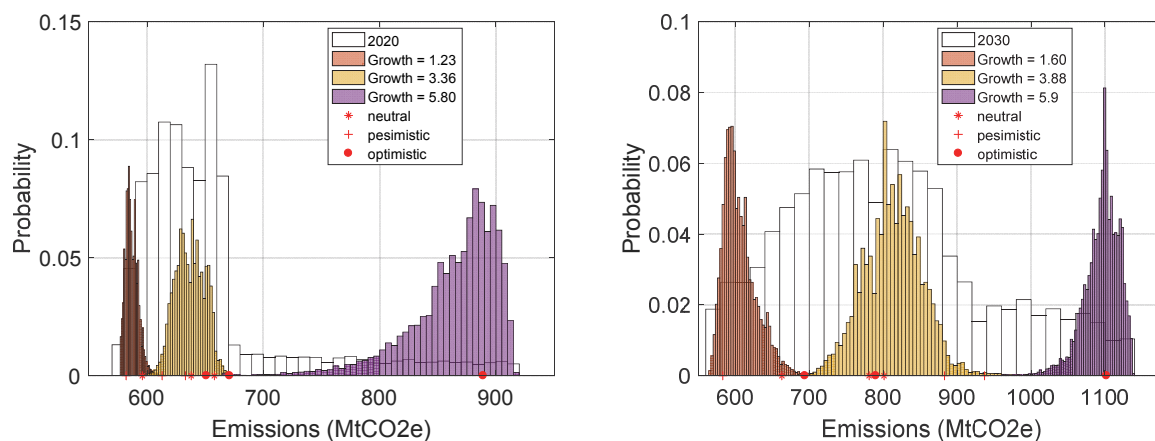 0.15
0.1
0.05
0
Probability
600
700
800
900
Emissions (MtCO2e)
2020
Growth = 1.23
Growth = 3.36
Growth = 5.80
neutral
pesimistic
optimistic
0.1
0.08
0.06
0.04
0.02
0
Probability
600
700
800
900
1000
1100
Emissions (MtCO2e)
2030
Growth = 1.60
Growth = 3.88
Growth = 5.9
neutral
pesimistic
optimistic